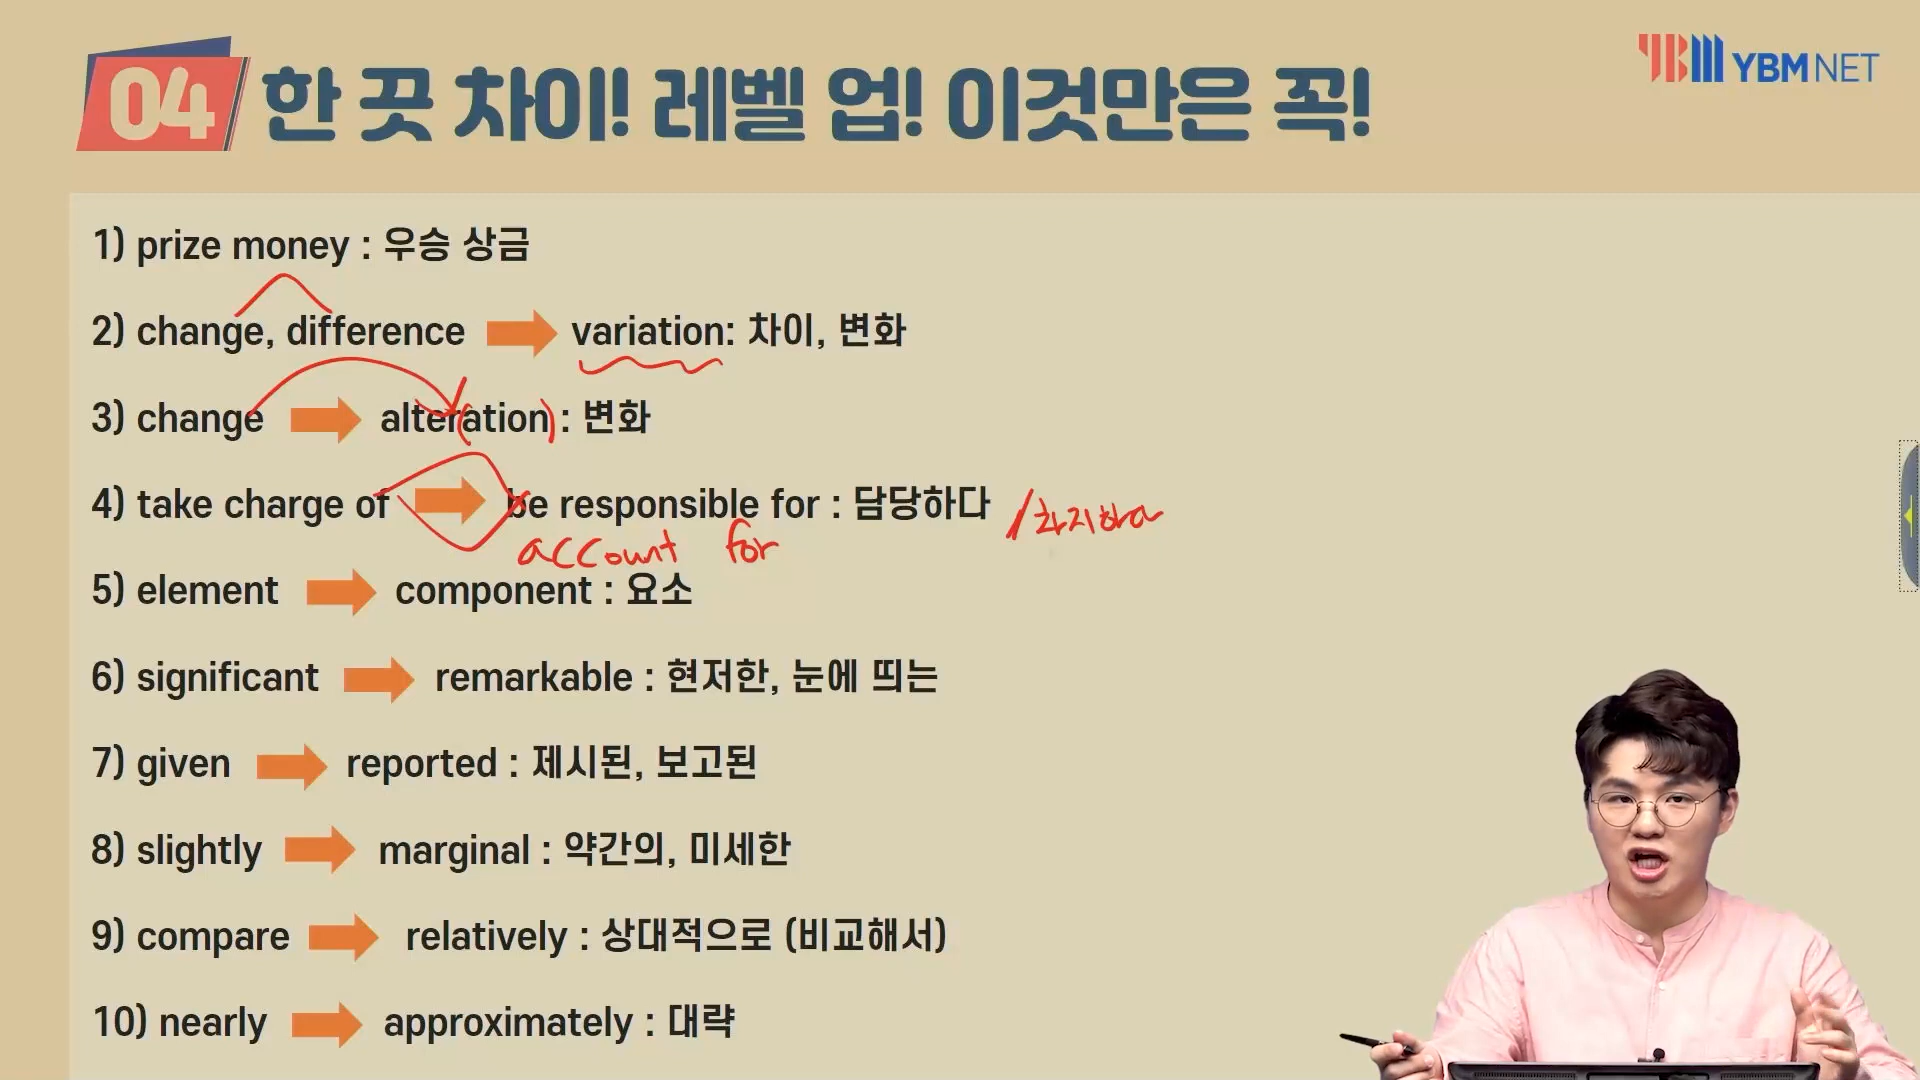 04 한 끗 차이! 레벨 업! 이것만은 꼭!
YBM NET
1) prize money : 우승 상금
2) change, difference variation: 차이, 변화
3) change alteration : 변화
4) take charge of be responsible for : 담당하다 /차지하다
account for
5) element component : 요소
6) significant remarkable : 현저한, 눈에 띄는
7) given reported : 제시된, 보고된
8) slightly marginal : 약간의, 미세한
9) compare relatively : 상대적으로 (비교해서)
10) nearly approximately : 대략